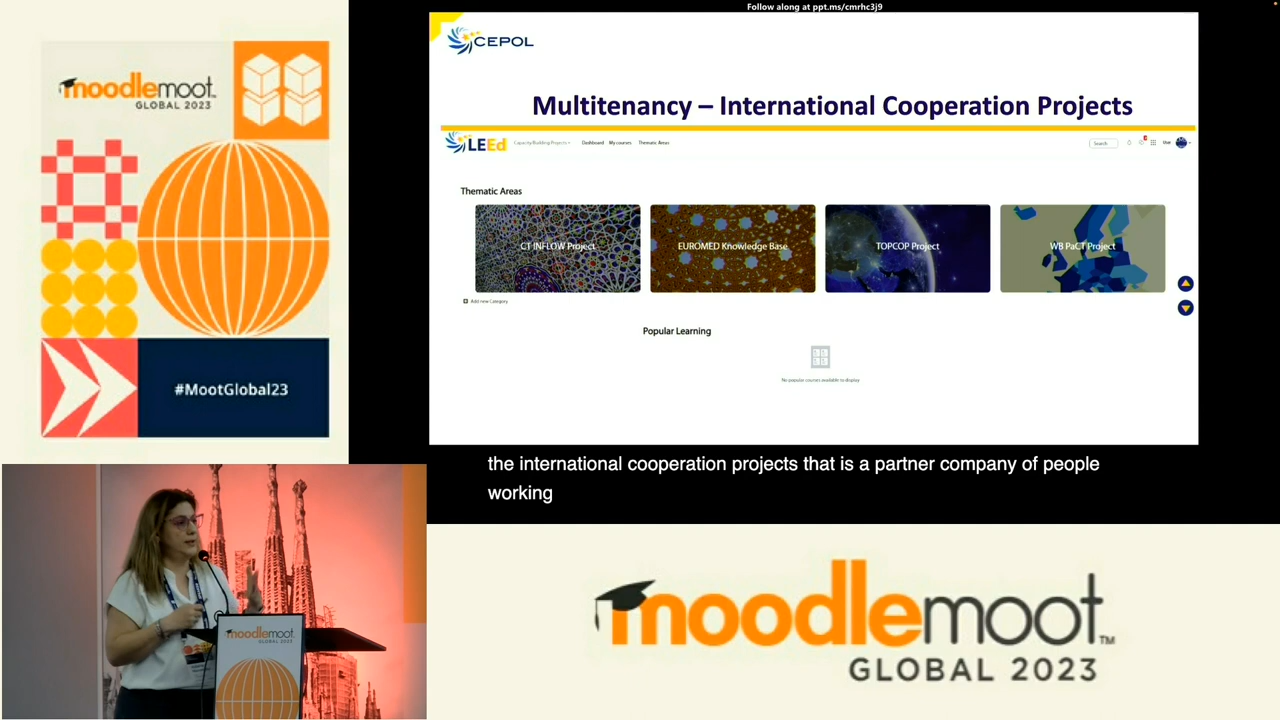 Follow along at ppt.ms/cmrhc3j9
moodlemoot
GLOBAL 2023
#MootGlobal23
CEPOL
Multitenancy – International Cooperation Projects
LEEd
Capacity Building Projects
Dashboard
My courses
Thematic Areas
Search
Thematic Areas
CT INFLOW Project
EUROMED Knowledge Base
TOPCOP Project
WB PaCT Project
Add new Category
Popular Learning
No popular courses available to display
the international cooperation projects that is a partner company of people
working
moodlemoot
GLOBAL 2023
moodlemoot™
GLOBAL 2023